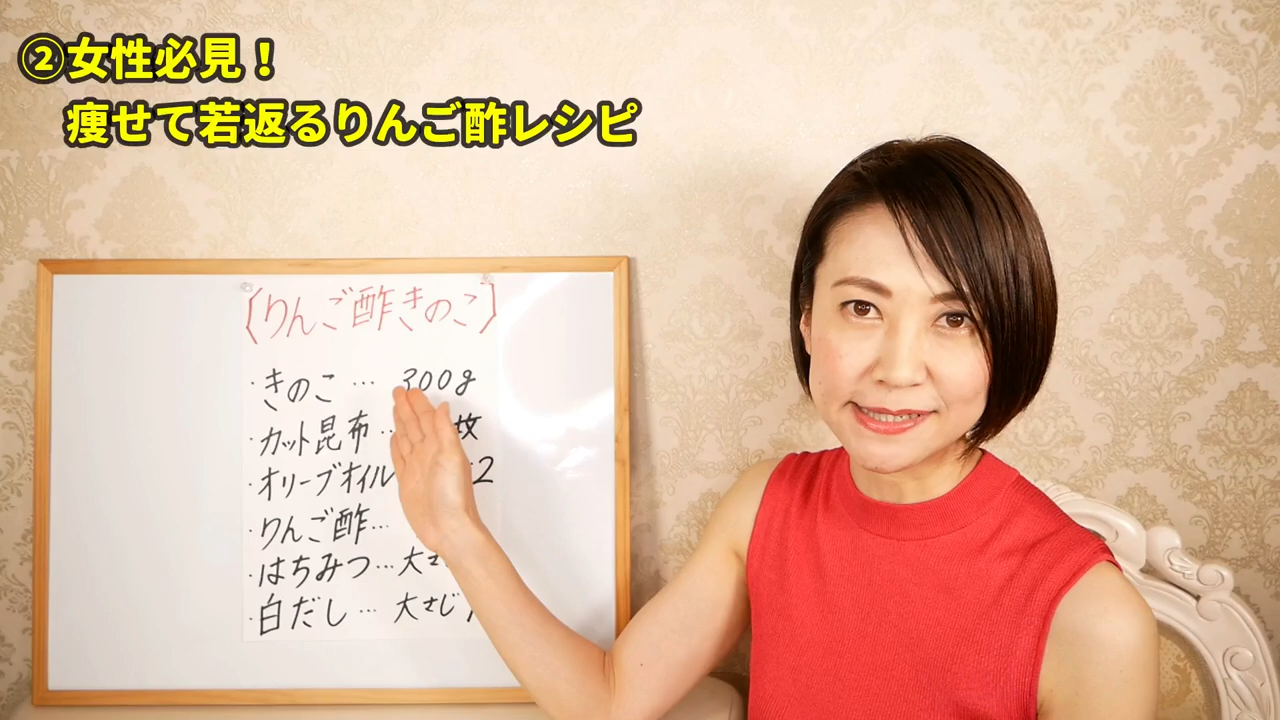 ②女性必見！
痩せて若返るりんご酢レシピ
〔りんご酢きのこ〕
・きのこ… 300g
・カット昆布… 枚
・オリーブオイル 2
・りんご酢…
・はちみつ…大さ
・白だし… 大さじ1